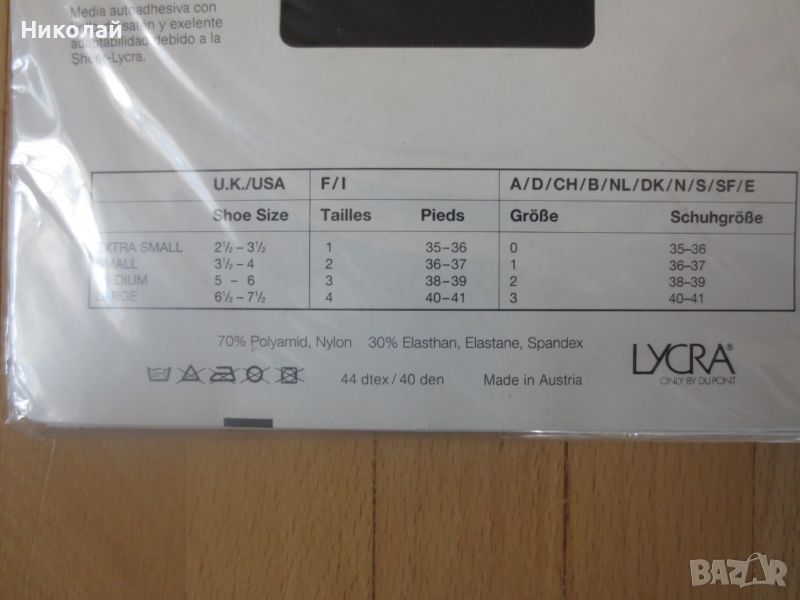 Николай
Media autoadhesiva con
satén y exelente
adaptabilidad debido a la
Sheer-Lycra.
U.K./USA F/I A/D/CH/B/NL/DK/N/S/SF/E
Shoe Size Tailles Pieds Größe Schuhgröße
EXTRA SMALL 2½ – 3½ 1 35–36 0 35–36
SMALL 3½ – 4 2 36–37 1 36–37
MEDIUM 5 – 6 3 38–39 2 38–39
LARGE 6½ – 7½ 4 40–41 3 40–41
70% Polyamid, Nylon 30% Elasthan, Elastane, Spandex
44 dtex / 40 den Made in Austria
LYCRA®
ONLY BY DU PONT
BAZAR